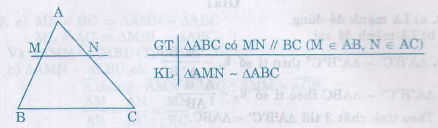 A
M
N
B
C
GT ΔABC có MN // BC (M ∈ AB, N ∈ AC)
KL ΔAMN ~ ΔABC